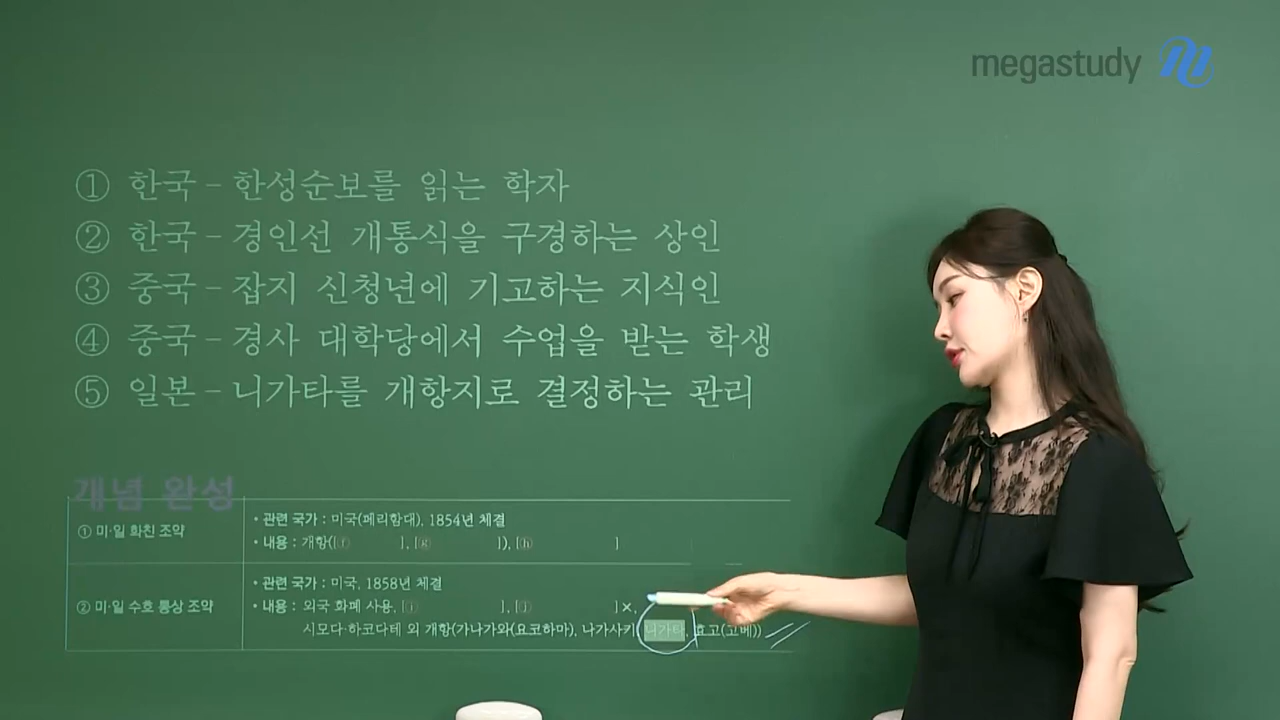 megastudy
① 한국 – 한성순보를 읽는 학자
② 한국 – 경인선 개통식을 구경하는 상인
③ 중국 – 잡지 신청년에 기고하는 지식인
④ 중국 – 경사 대학당에서 수업을 받는 학생
⑤ 일본 – 니가타를 개항지로 결정하는 관리
개념 완성
① 미·일 화친 조약
• 관련 국가 : 미국(페리함대), 1854년 체결
• 내용 : 개항([ⓕ ], [ⓖ ]), [ⓗ ]
② 미·일 수호 통상 조약
• 관련 국가 : 미국, 1858년 체결
• 내용 : 외국 화폐 사용, [ⓘ ], [ⓙ ]×,
시모다·하코다테 외 개항(가나가와(요코하마), 나가사키, 니가타, 효고(고베))